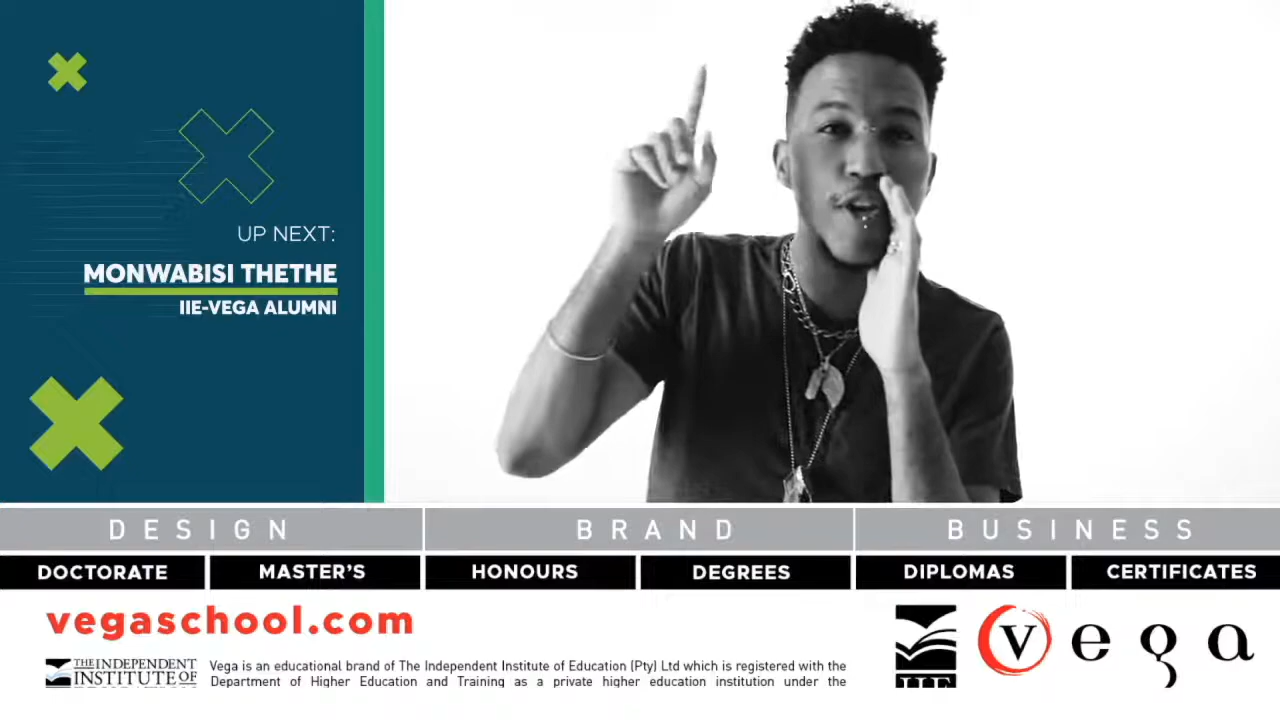 UP NEXT:
MONWABISI THETHE
IIE-VEGA ALUMNI
DESIGN BRAND BUSINESS
DOCTORATE MASTER'S HONOURS DEGREES DIPLOMAS CERTIFICATES
vegaschool.com
IIE vega
THE INDEPENDENT
INSTITUTE OF
EDUCATION
Vega is an educational brand of The Independent Institute of Education (Pty) Ltd which is registered with the
Department of Higher Education and Training as a private higher education institution under the